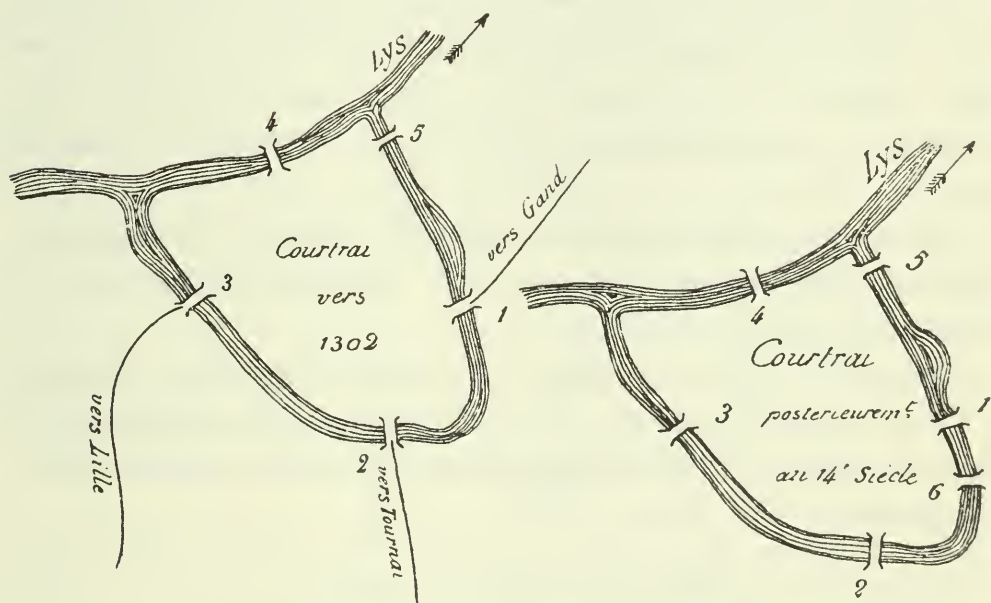 Lys
4
5
vers Gand
Courtrai
vers
1302
3
1
vers Lille
2
vers Tournai
Lys
5
4
Courtrai
posterieuremt
au 14e Siècle
3
1
6
2